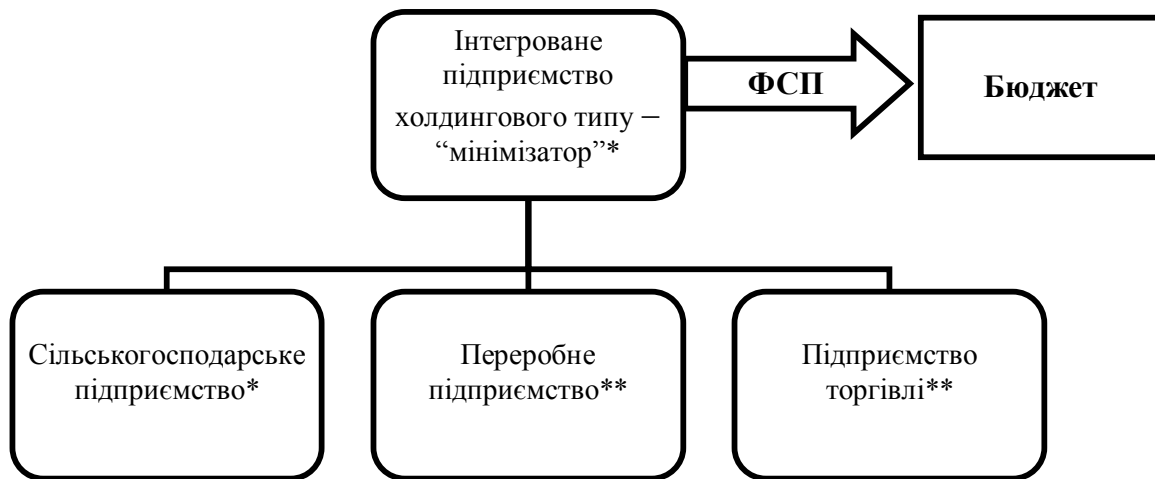 Інтегроване
підприємство
холдингового типу –
“мінімізатор”*
ФСП
Бюджет
Сільськогосподарське
підприємство*
Переробне
підприємство**
Підприємство
торгівлі**